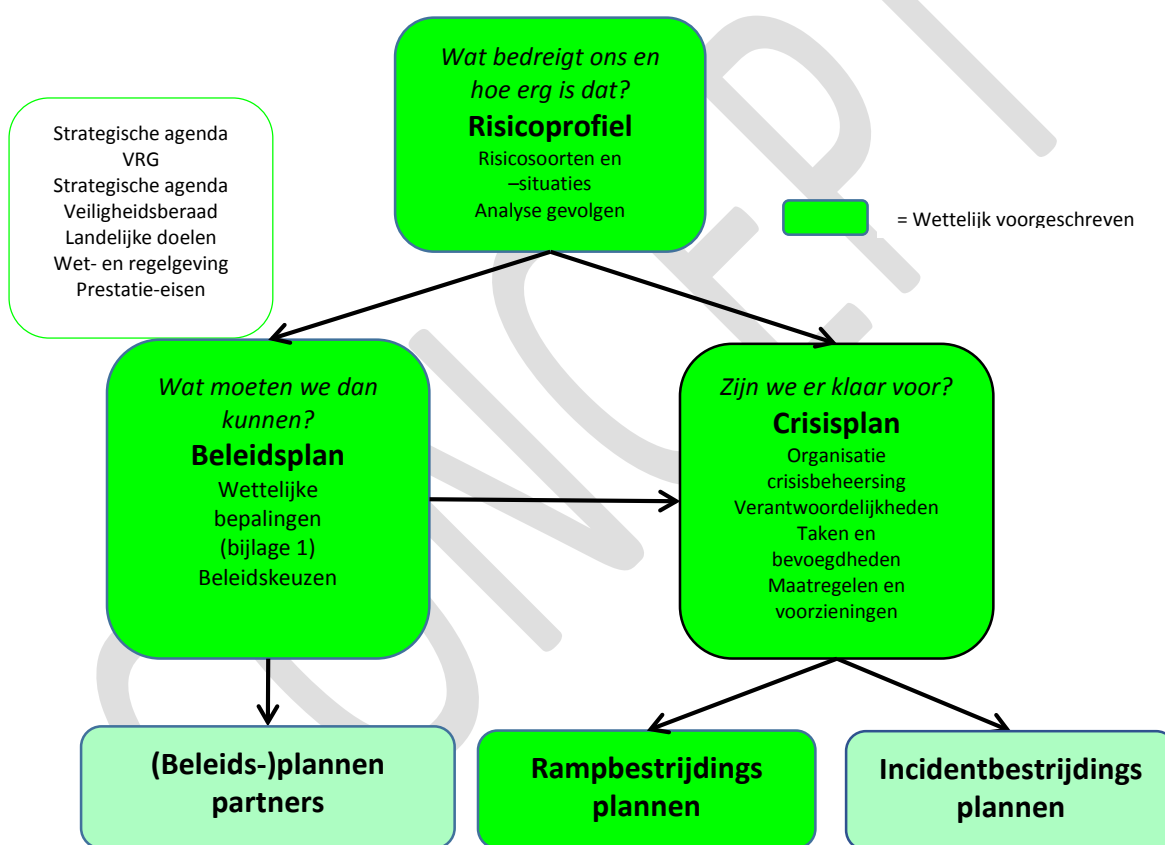 Wat bedreigt ons en
hoe erg is dat?
Risicoprofiel
Risicosoorten en
–situaties
Analyse gevolgen
Strategische agenda
VRG
Strategische agenda
Veiligheidsberaad
Landelijke doelen
Wet- en regelgeving
Prestatie-eisen
= Wettelijk voorgeschreven
Wat moeten we dan
kunnen?
Beleidsplan
Wettelijke
bepalingen
(bijlage 1)
Beleidskeuzen
Zijn we er klaar voor?
Crisisplan
Organisatie
crisisbeheersing
Verantwoordelijkheden
Taken en
bevoegdheden
Maatregelen en
voorzieningen
(Beleids-)plannen
partners
Rampbestrijdings
plannen
Incidentbestrijdings
plannen
CONCEPT